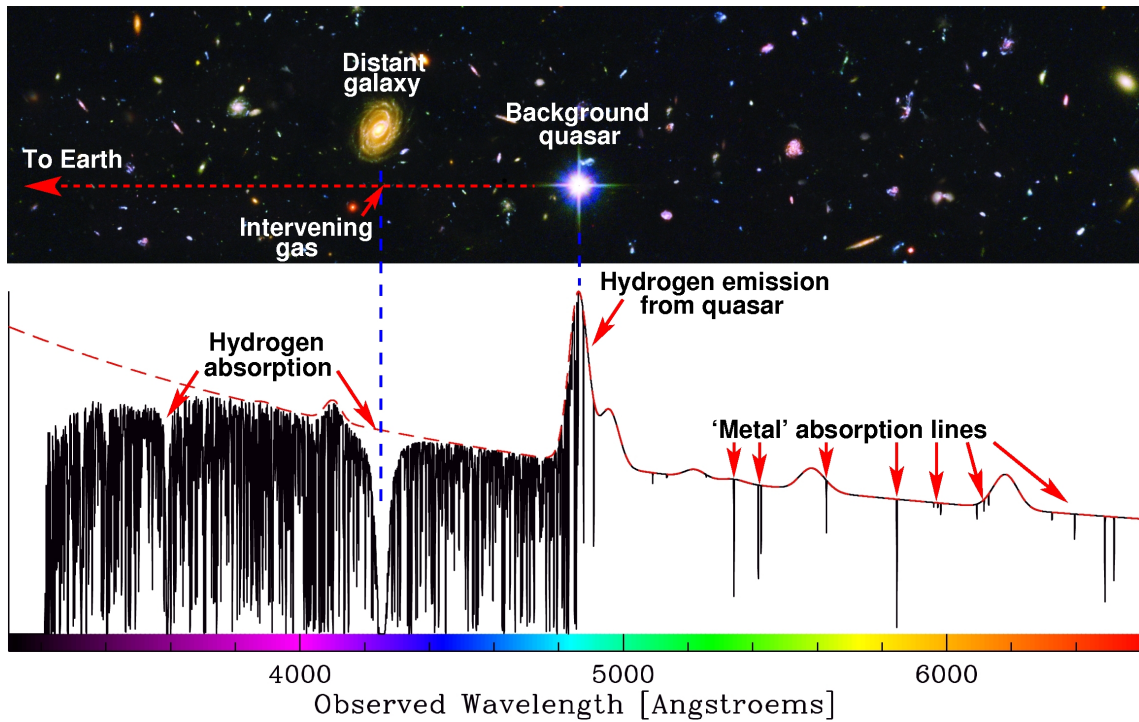 Distant
galaxy
Background
quasar
To Earth
Intervening
gas
Hydrogen emission
from quasar
Hydrogen
absorption
‘Metal’ absorption lines
4000
5000
6000
Observed Wavelength [Angstroems]